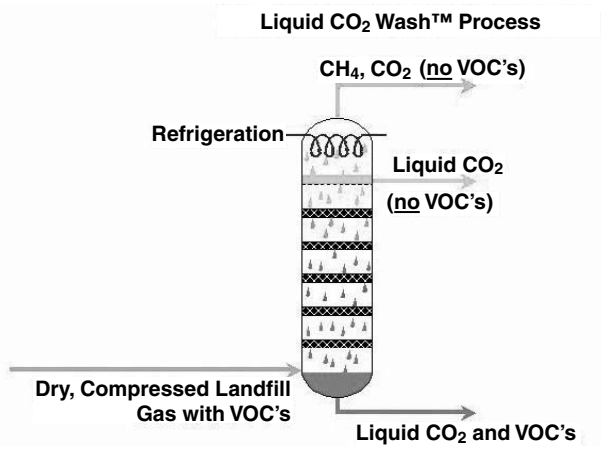 Liquid CO₂ Wash™ Process
CH₄, CO₂ (no VOC's)
Refrigeration
Liquid CO₂
(no VOC's)
Dry, Compressed Landfill
Gas with VOC's
Liquid CO₂ and VOC's